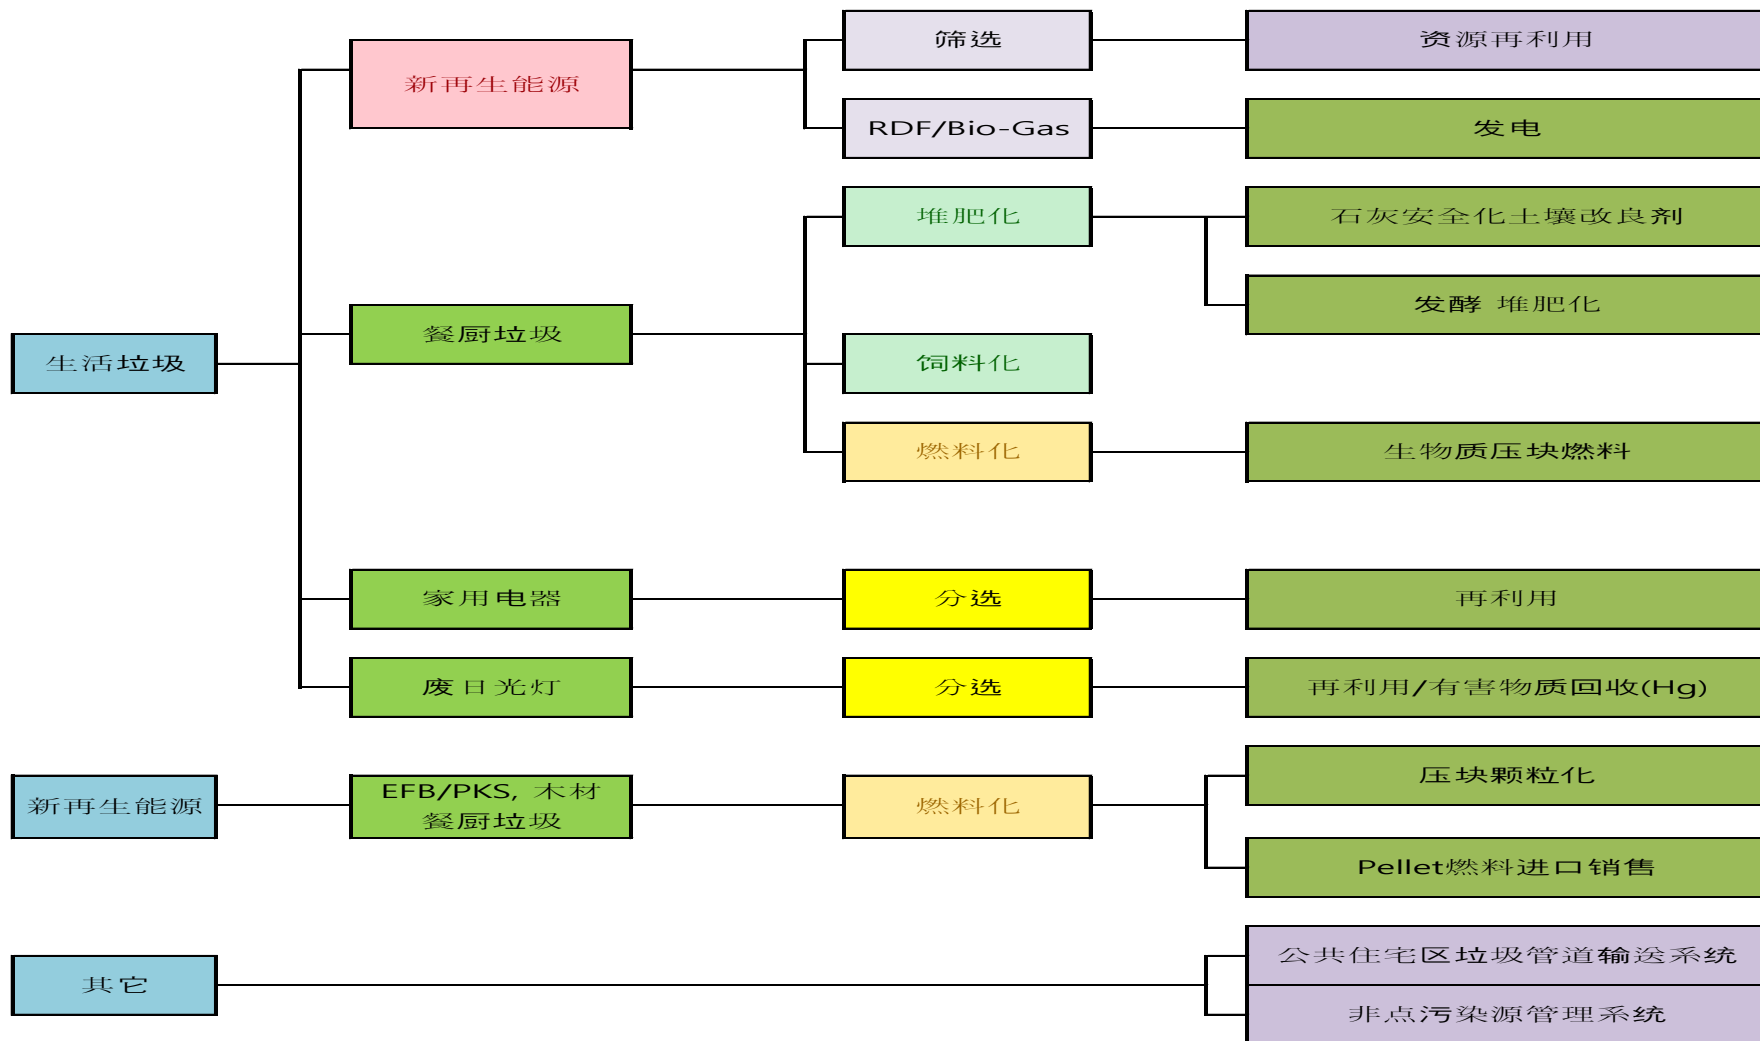 筛选
资源再利用
新再生能源
RDF/Bio-Gas
发电
堆肥化
石灰安全化土壤改良剂
发酵 堆肥化
餐厨垃圾
生活垃圾
饲料化
燃料化
生物质压块燃料
家用电器
分选
再利用
废日光灯
分选
再利用/有害物质回收(Hg)
压块颗粒化
新再生能源
EFB/PKS, 木材
餐厨垃圾
燃料化
Pellet燃料进口销售
公共住宅区垃圾管道输送系统
其它
非点污染源管理系统